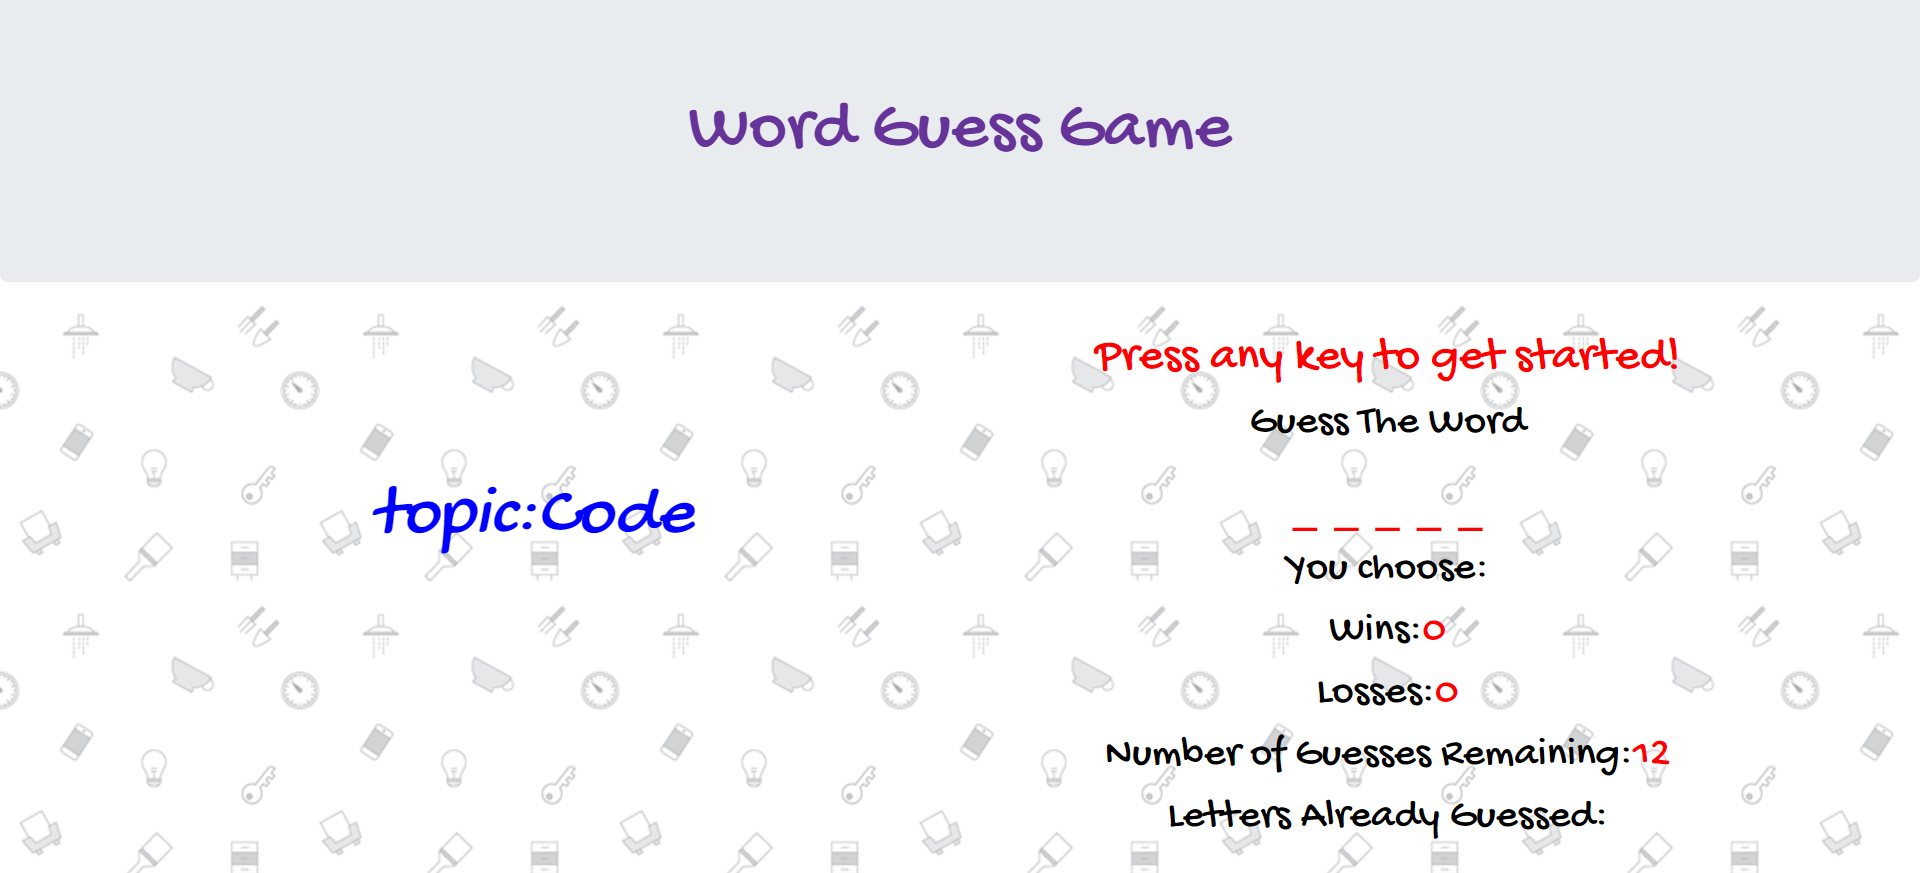 Word Guess Game
topic:Code
Press any key to get started!
Guess The Word
_ _ _ _ _
You choose:
Wins:0
Losses:0
Number of Guesses Remaining:12
Letters Already Guessed: